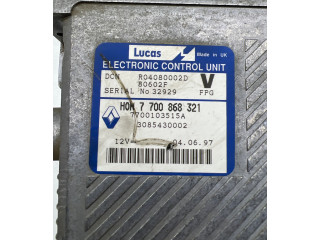 Lucas Made in UK
ELECTRONIC CONTROL UNIT
DCN R04080002D V
80602F
SERIAL No 32929 FPG
HOM 7 700 868 321
7700103515A
3085430002
12V 04.06.97